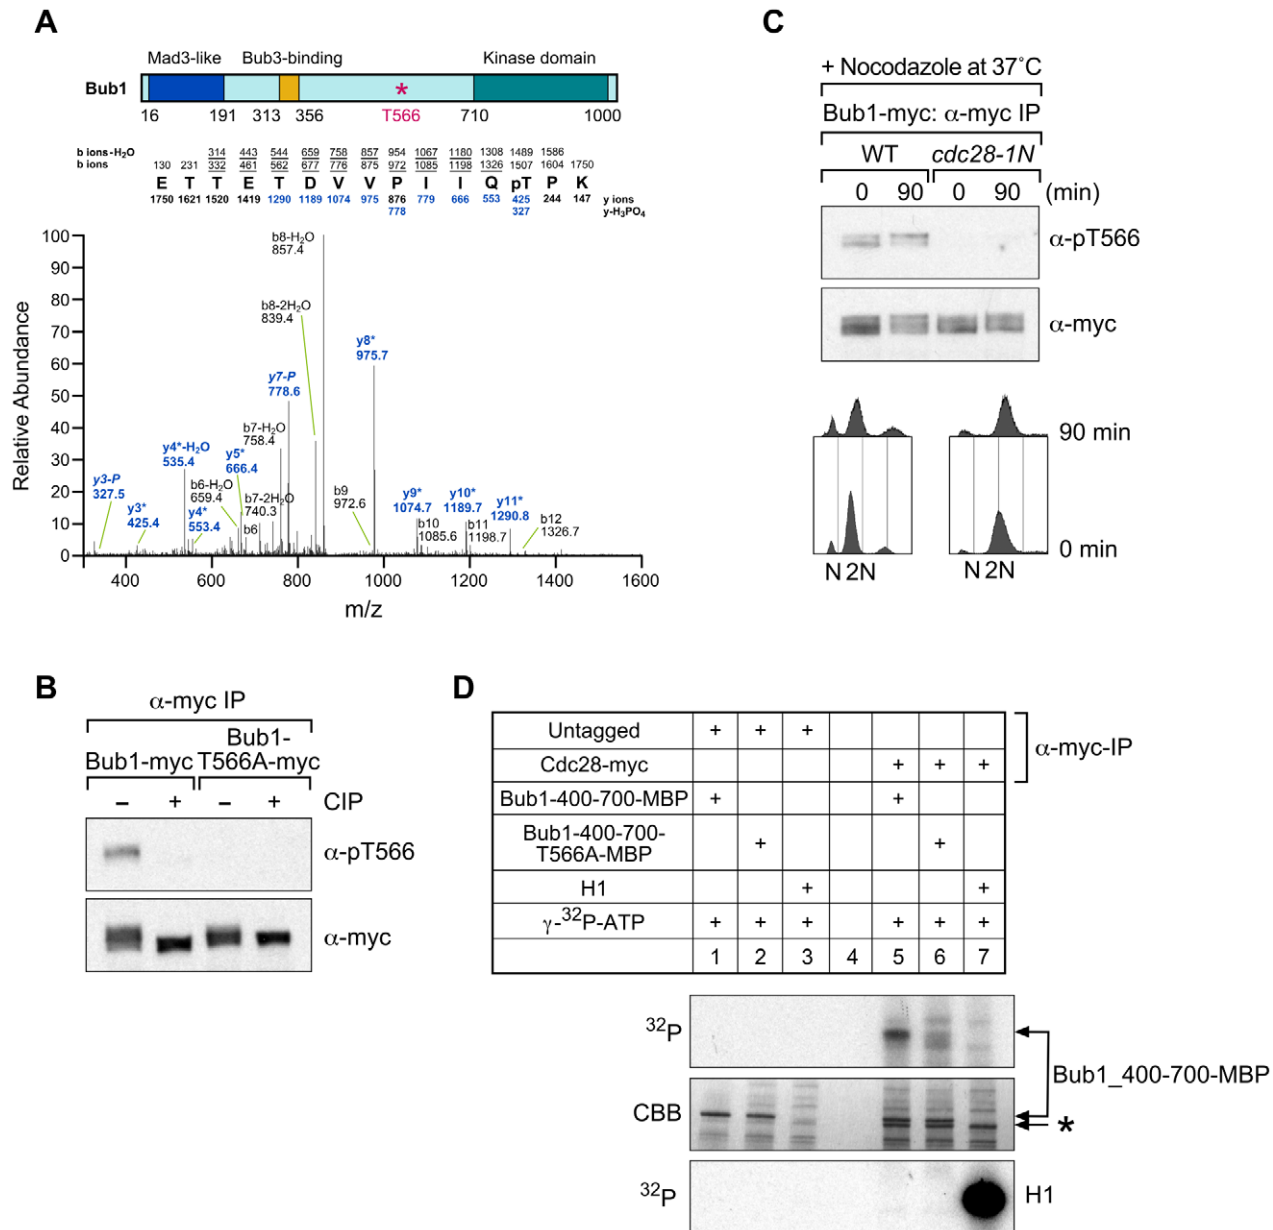 A
Mad3-like Bub3-binding Kinase domain
Bub1
*
16 191 313 356 T566 710 1000
b ions-H₂O 314 443 544 659 758 857 954 1067 1180 1308 1489 1586
b ions 130 231 332 461 562 677 776 875 972 1085 1198 1326 1507 1604 1750
E T T E T D V V P I I Q pT P K
1750 1621 1520 1419 1290 1189 1074 975 876 779 666 553 425 244 147 y ions
778 327 y-H₃PO₄
Relative Abundance
100
90
80
70
60
50
40
30
20
10
0
b8-H₂O
857.4
b8-2H₂O
839.4
y8*
975.7
y7-P
778.6
b7-H₂O
758.4
y4*-H₂O
535.4
y5*
666.4
y3-P
327.5
b6-H₂O
659.4
b7-2H₂O
740.3
y3*
425.4
y4*
553.4
b6
b9
972.6
y9*
1074.7
y10*
1189.7
y11*
1290.8
b10
1085.6
b11
1198.7
b12
1326.7
400 600 800 1000 1200 1400 1600
m/z
B
α-myc IP
Bub1-myc
Bub1-
T566A-myc
– + – + CIP
α-pT566
α-myc
C
+ Nocodazole at 37˚C
Bub1-myc: α-myc IP
WT cdc28-1N
0 90 0 90 (min)
α-pT566
α-myc
90 min
0 min
N 2N N 2N
D
Untagged + + +
Cdc28-myc + + +
α-myc-IP
Bub1-400-700-MBP + +
Bub1-400-700-
T566A-MBP + +
H1 + +
γ-³²P-ATP + + + + + +
1 2 3 4 5 6 7
³²P
Bub1_400-700-MBP
CBB
*
³²P H1